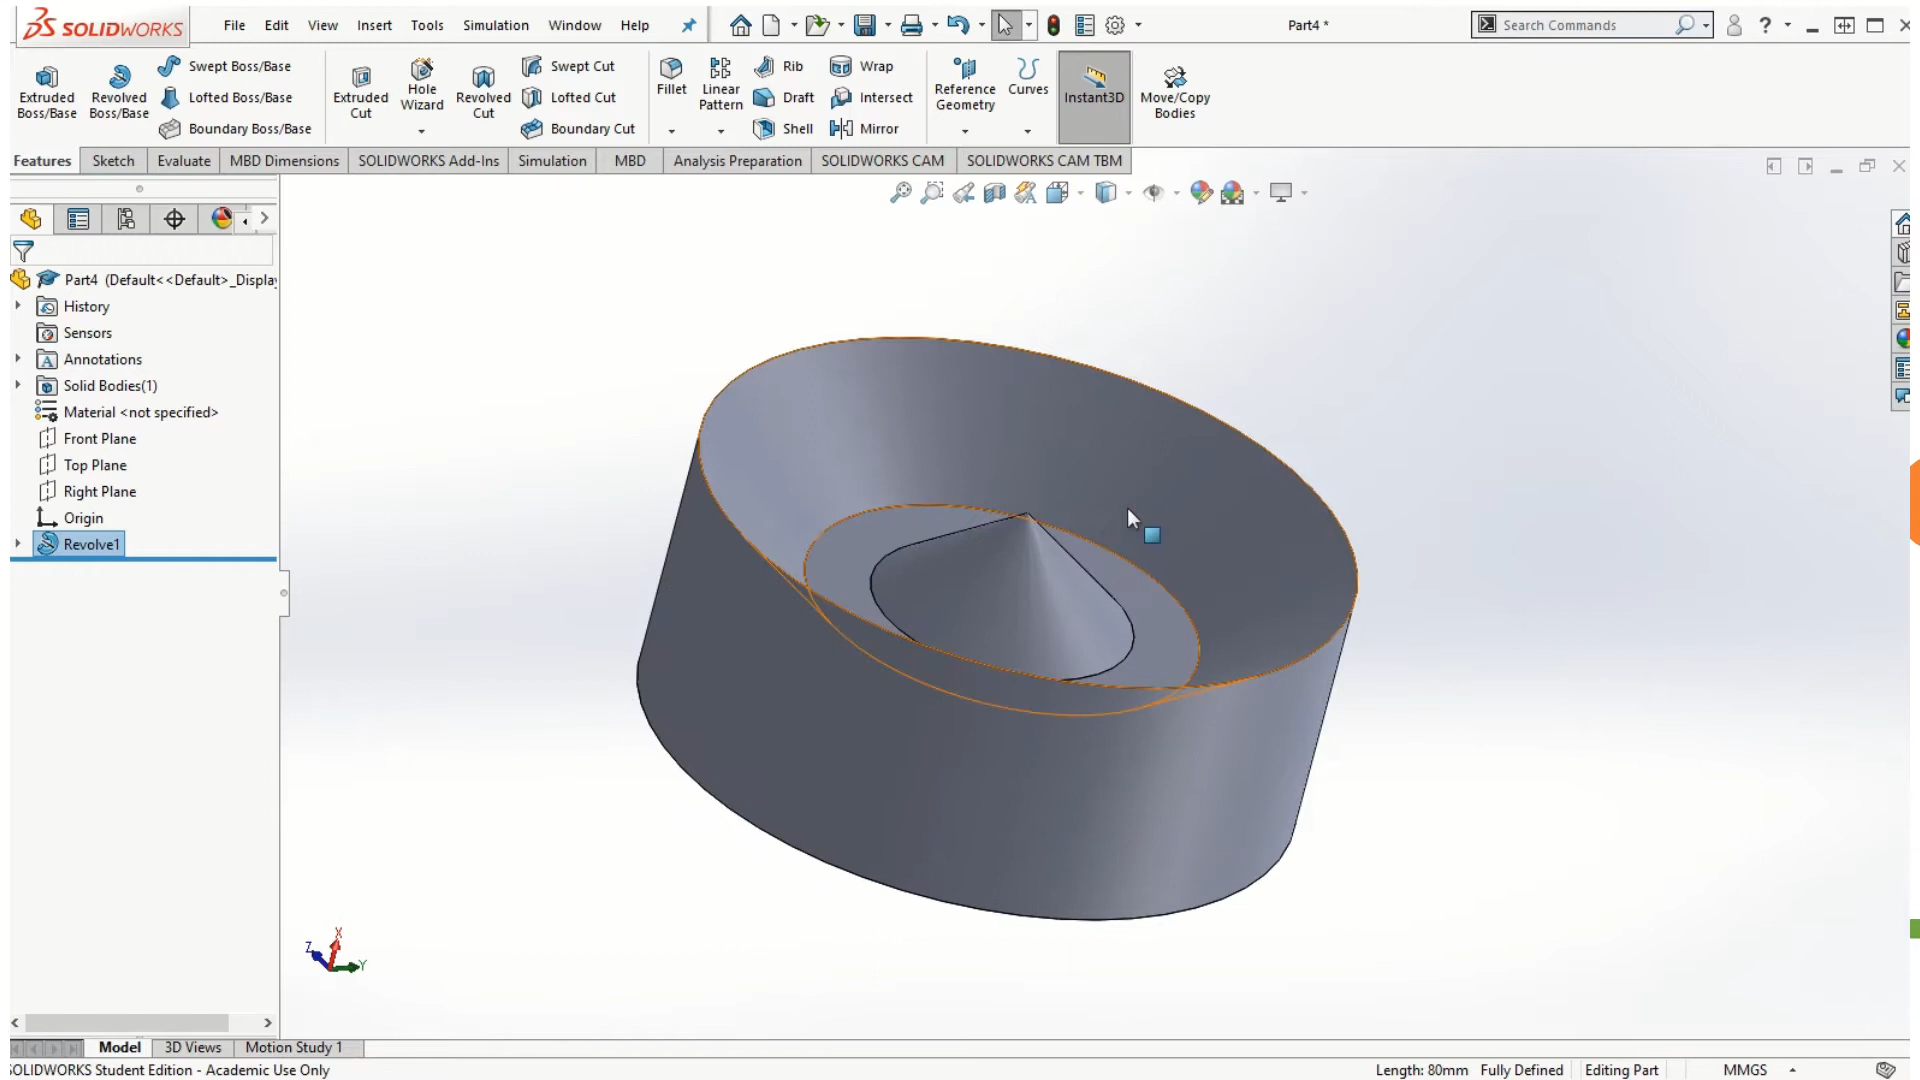 SOLIDWORKS File Edit View Insert Tools Simulation Window Help Part4 * Search Commands ?
Extruded Boss/Base
Revolved Boss/Base
Swept Boss/Base
Lofted Boss/Base
Boundary Boss/Base
Extruded Cut
Hole Wizard
Revolved Cut
Swept Cut
Lofted Cut
Boundary Cut
Fillet
Linear Pattern
Rib
Draft
Shell
Wrap
Intersect
Mirror
Reference Geometry
Curves
Instant3D
Move/Copy Bodies
Features Sketch Evaluate MBD Dimensions SOLIDWORKS Add-Ins Simulation MBD Analysis Preparation SOLIDWORKS CAM SOLIDWORKS CAM TBM
Part4 (Default<<Default>_Display
History
Sensors
Annotations
Solid Bodies(1)
Material <not specified>
Front Plane
Top Plane
Right Plane
Origin
Revolve1
X
Z
Y
Model 3D Views Motion Study 1
SOLIDWORKS Student Edition - Academic Use Only Length: 80mm Fully Defined Editing Part MMGS